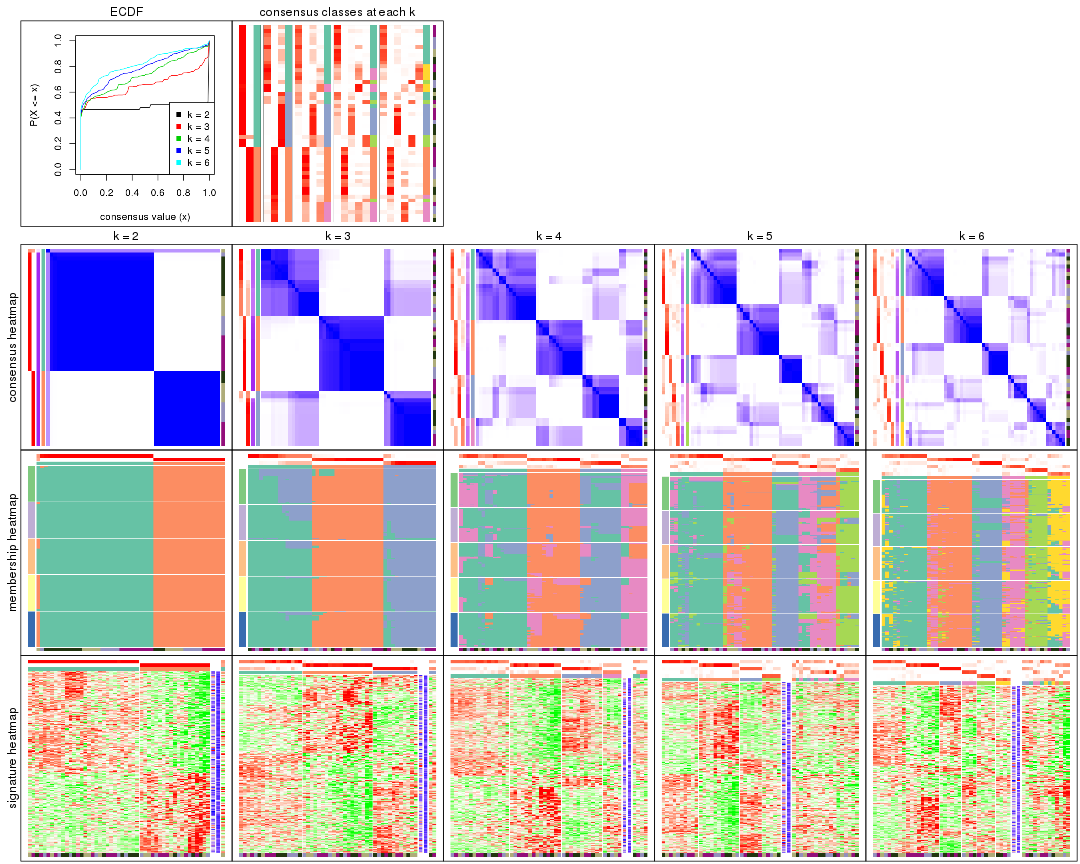 ECDF
consensus classes at each k
P(X <= x)
0.0
0.2
0.4
0.6
0.8
1.0
k = 2
k = 3
k = 4
k = 5
k = 6
0.0 0.2 0.4 0.6 0.8 1.0
consensus value (x)
k = 2
k = 3
k = 4
k = 5
k = 6
consensus heatmap
membership heatmap
signature heatmap